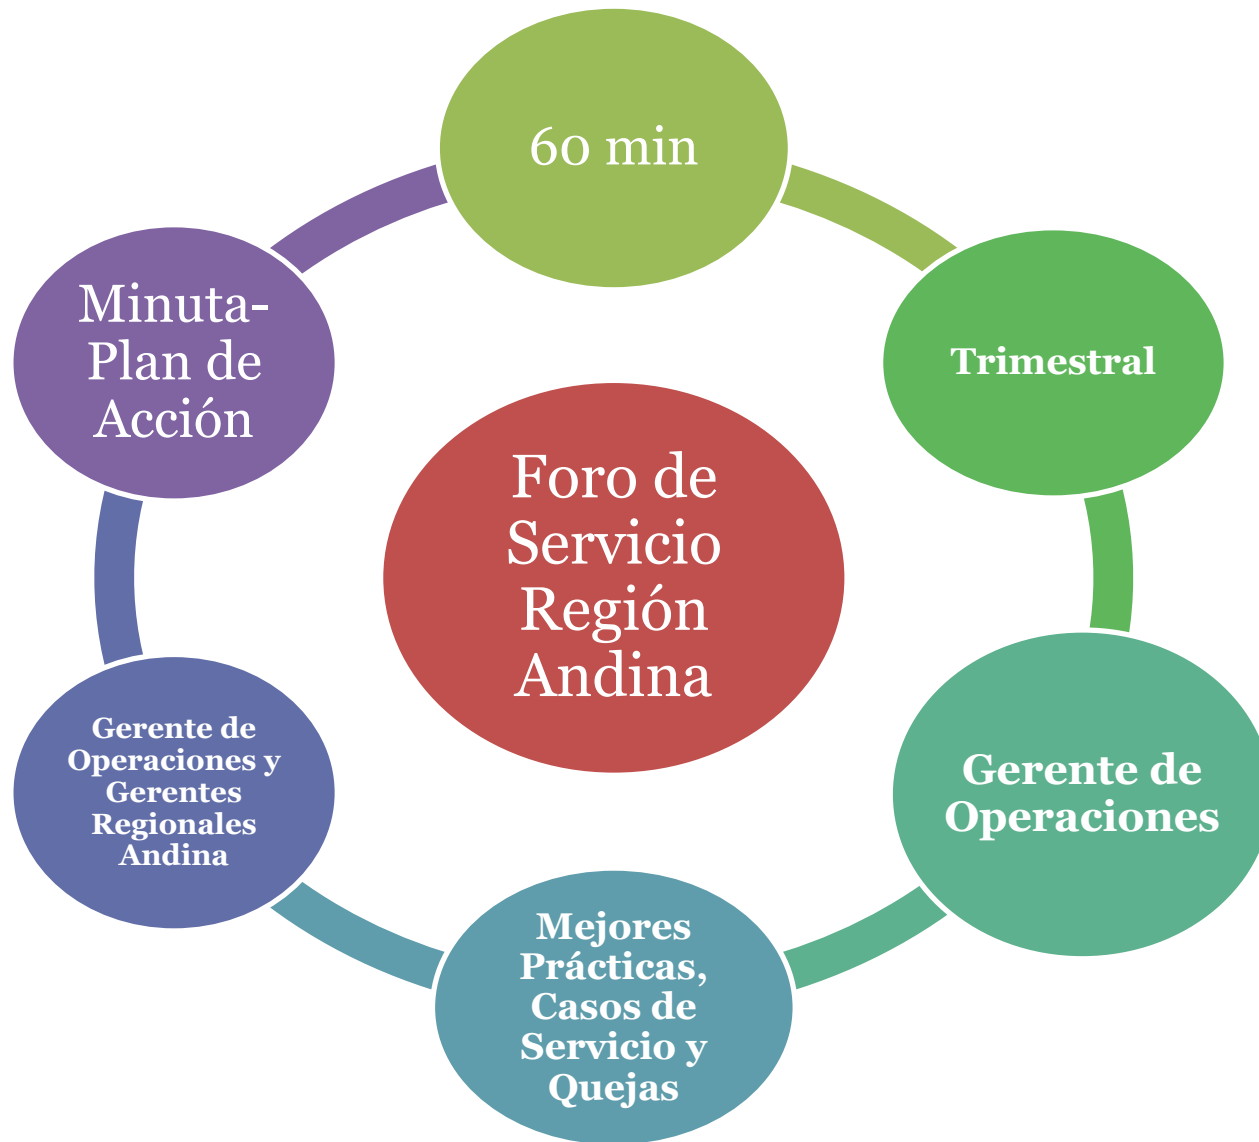 60 min
Trimestral
Gerente de
Operaciones
Mejores
Prácticas,
Casos de
Servicio y
Quejas
Gerente de
Operaciones y
Gerentes
Regionales
Andina
Minuta-
Plan de
Acción
Foro de
Servicio
Región
Andina